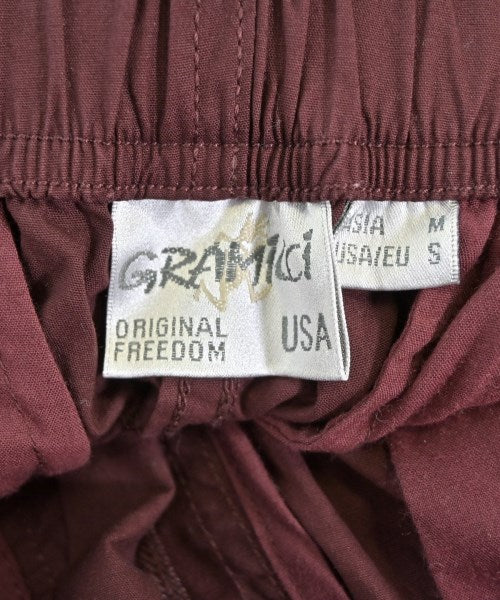 GRAMiCCi
ORIGINAL
FREEDOM
USA
ASIA M
USA/EU S